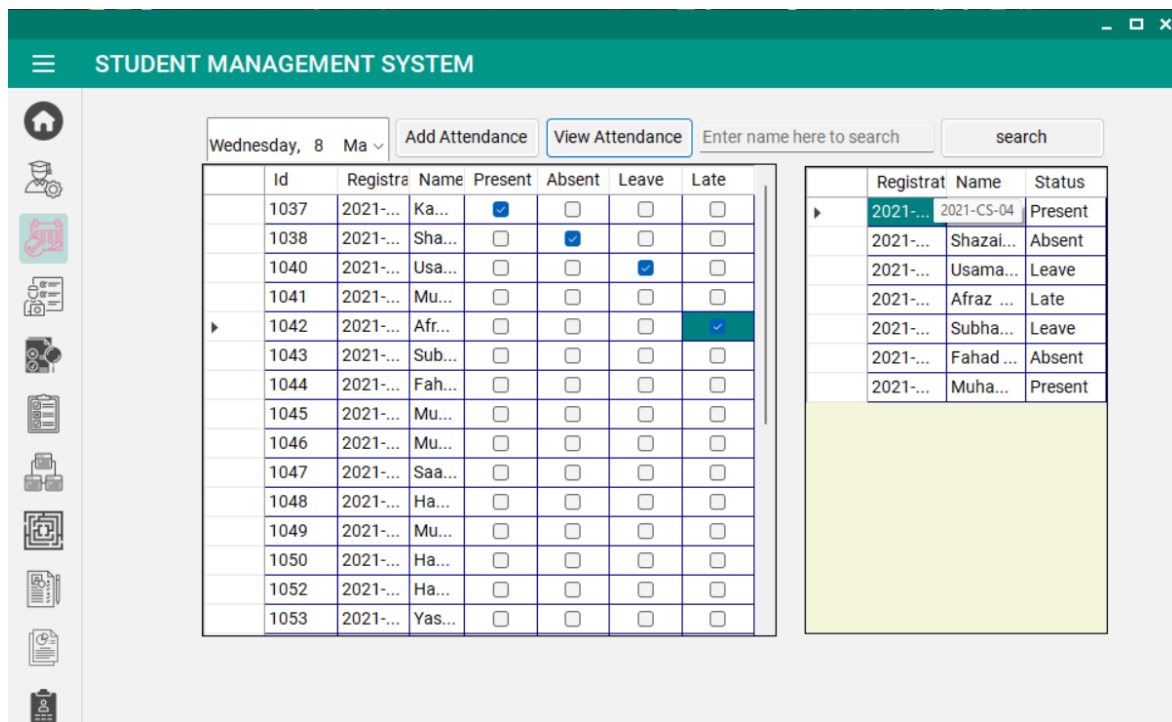 STUDENT MANAGEMENT SYSTEM
Wednesday, 8 Ma
Add Attendance
View Attendance
Enter name here to search
search
Id Registra Name Present Absent Leave Late
1037 2021-... Ka...
1038 2021-... Sha...
1040 2021-... Usa...
1041 2021-... Mu...
1042 2021-... Afr...
1043 2021-... Sub...
1044 2021-... Fah...
1045 2021-... Mu...
1046 2021-... Mu...
1047 2021-... Saa...
1048 2021-... Ha...
1049 2021-... Mu...
1050 2021-... Ha...
1052 2021-... Ha...
1053 2021-... Yas...
Registrat Name Status
2021-... 2021-CS-04 Present
2021-... Shazai... Absent
2021-... Usama... Leave
2021-... Afraz ... Late
2021-... Subha... Leave
2021-... Fahad ... Absent
2021-... Muha... Present